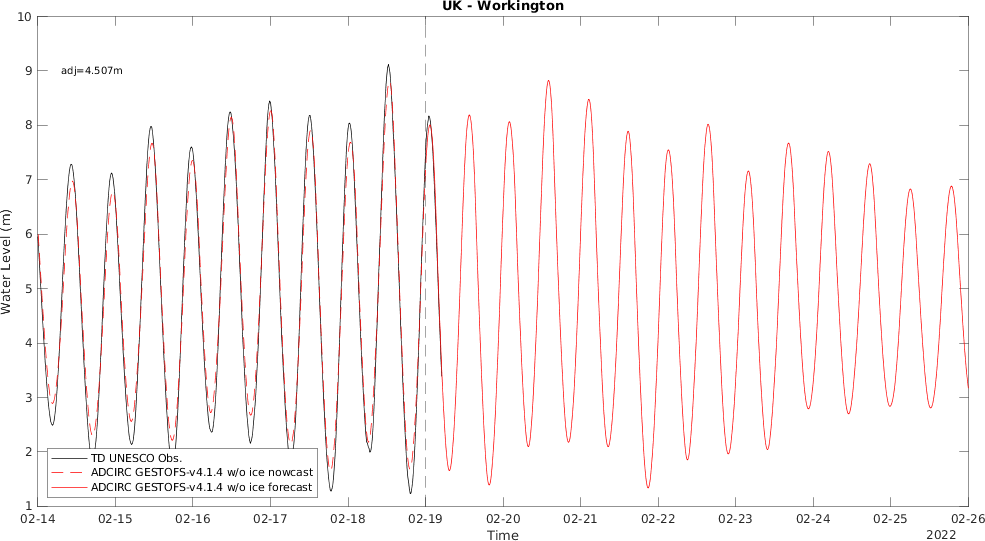 UK - Workington
10
9
8
7
6
5
4
3
2
1
Water Level (m)
adj=4.507m
TD UNESCO Obs.
ADCIRC GESTOFS-v4.1.4 w/o ice nowcast
ADCIRC GESTOFS-v4.1.4 w/o ice forecast
02-14 02-15 02-16 02-17 02-18 02-19 02-20 02-21 02-22 02-23 02-24 02-25 02-26
Time
2022